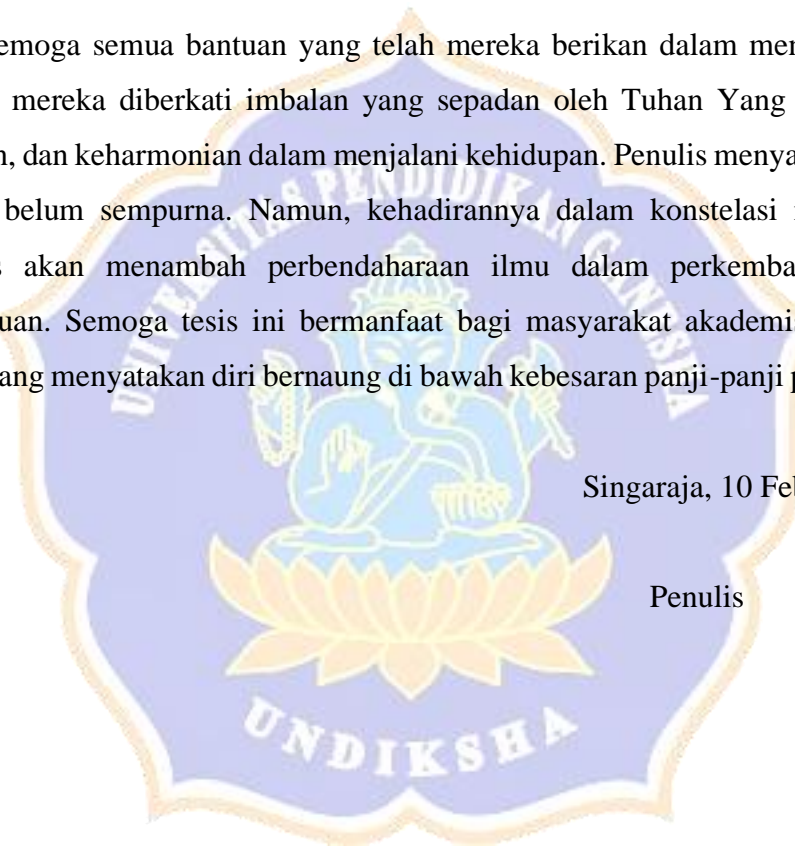 emoga semua bantuan yang telah mereka berikan dalam men
mereka diberkati imbalan yang sepadan oleh Tuhan Yang
, dan keharmonian dalam menjalani kehidupan. Penulis menya
belum sempurna. Namun, kehadirannya dalam konstelasi
akan menambah perbendaharaan ilmu dalam perkemba
uan. Semoga tesis ini bermanfaat bagi masyarakat akademis
ang menyatakan diri bernaung di bawah kebesaran panji-panji p
Singaraja, 10 Feb
Penulis
UNIVERSITAS PENDIDIKAN GANESHA
UNDIKSHA